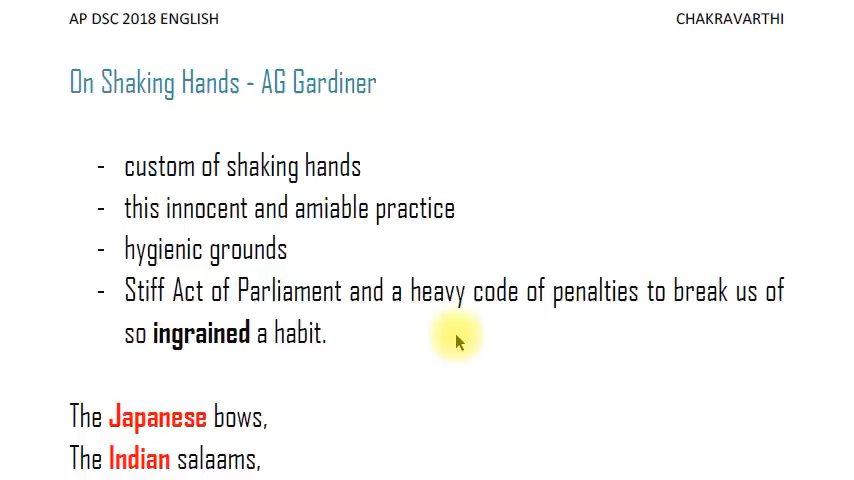 AP DSC 2018 ENGLISH CHAKRAVARTHI
On Shaking Hands - AG Gardiner
- custom of shaking hands
- this innocent and amiable practice
- hygienic grounds
- Stiff Act of Parliament and a heavy code of penalties to break us of
so ingrained a habit.
The Japanese bows,
The Indian salaams,